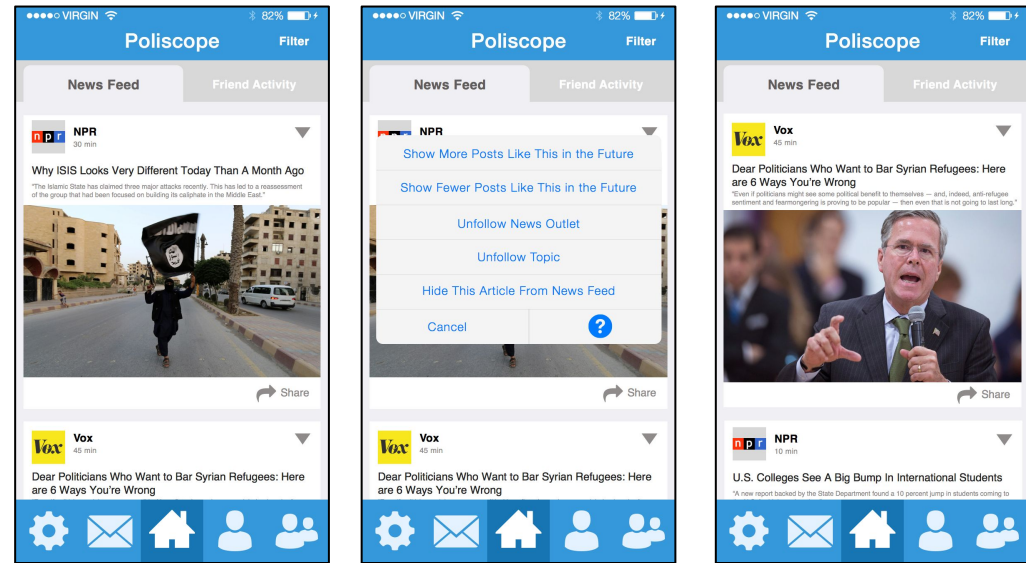 VIRGIN 82%
Poliscope Filter
News Feed Friend Activity
npr NPR
30 min
Why ISIS Looks Very Different Today Than A Month Ago
"The Islamic State has claimed three major attacks recently. This has led to a reassessment
of the group that had been focused on building its caliphate in the Middle East."
Share
Vox Vox
45 min
Dear Politicians Who Want to Bar Syrian Refugees: Here
are 6 Ways You're Wrong
VIRGIN 82%
Poliscope Filter
News Feed Friend Activity
NPR
Show More Posts Like This in the Future
Show Fewer Posts Like This in the Future
Unfollow News Outlet
Unfollow Topic
Hide This Article From News Feed
Cancel ?
Share
Vox Vox
45 min
Dear Politicians Who Want to Bar Syrian Refugees: Here
are 6 Ways You're Wrong
VIRGIN 82%
Poliscope Filter
News Feed Friend Activity
Vox Vox
45 min
Dear Politicians Who Want to Bar Syrian Refugees: Here
are 6 Ways You're Wrong
"Even if politicians might see some political benefit to themselves — and, indeed, anti-refugee
sentiment and fearmongering is proving to be popular — then even that is not going to last long."
Share
npr NPR
10 min
U.S. Colleges See A Big Bump In International Students
"A new report backed by the State Department found a 10 percent jump in students coming to